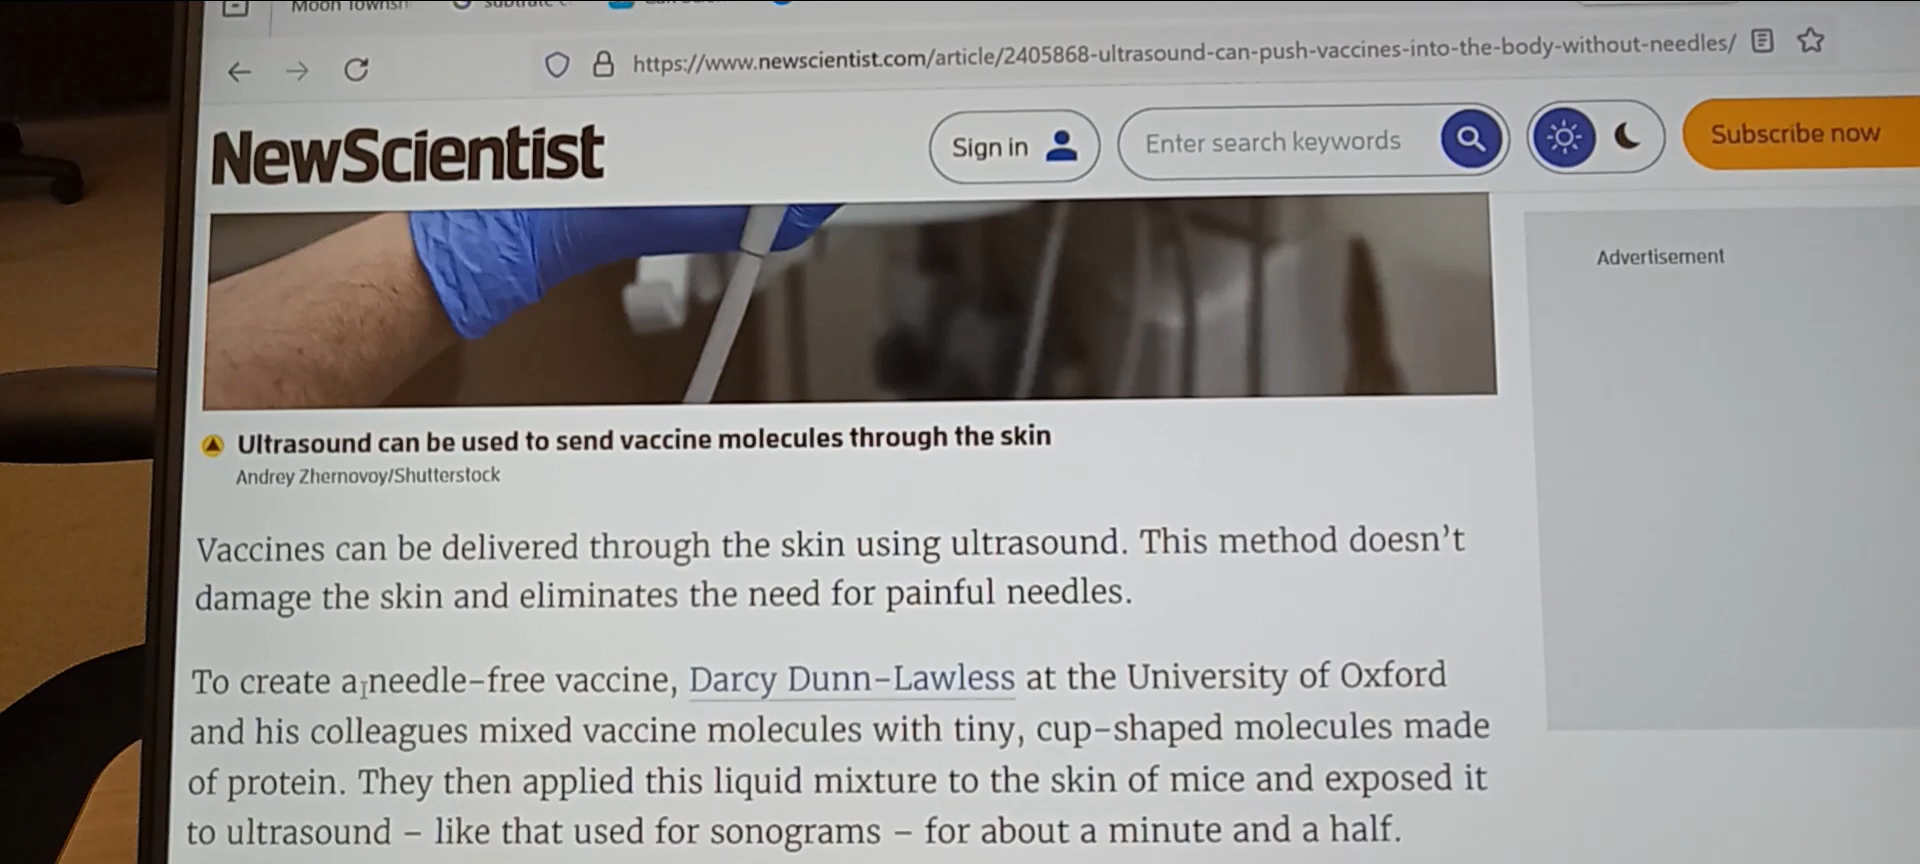 Moon Townsh
https://www.newscientist.com/article/2405868-ultrasound-can-push-vaccines-into-the-body-without-needles/
NewScientist
Sign in
Enter search keywords
Subscribe now
Advertisement
Ultrasound can be used to send vaccine molecules through the skin
Andrey Zhernovoy/Shutterstock
Vaccines can be delivered through the skin using ultrasound. This method doesn’t
damage the skin and eliminates the need for painful needles.
To create a needle-free vaccine, Darcy Dunn-Lawless at the University of Oxford
and his colleagues mixed vaccine molecules with tiny, cup-shaped molecules made
of protein. They then applied this liquid mixture to the skin of mice and exposed it
to ultrasound – like that used for sonograms – for about a minute and a half.